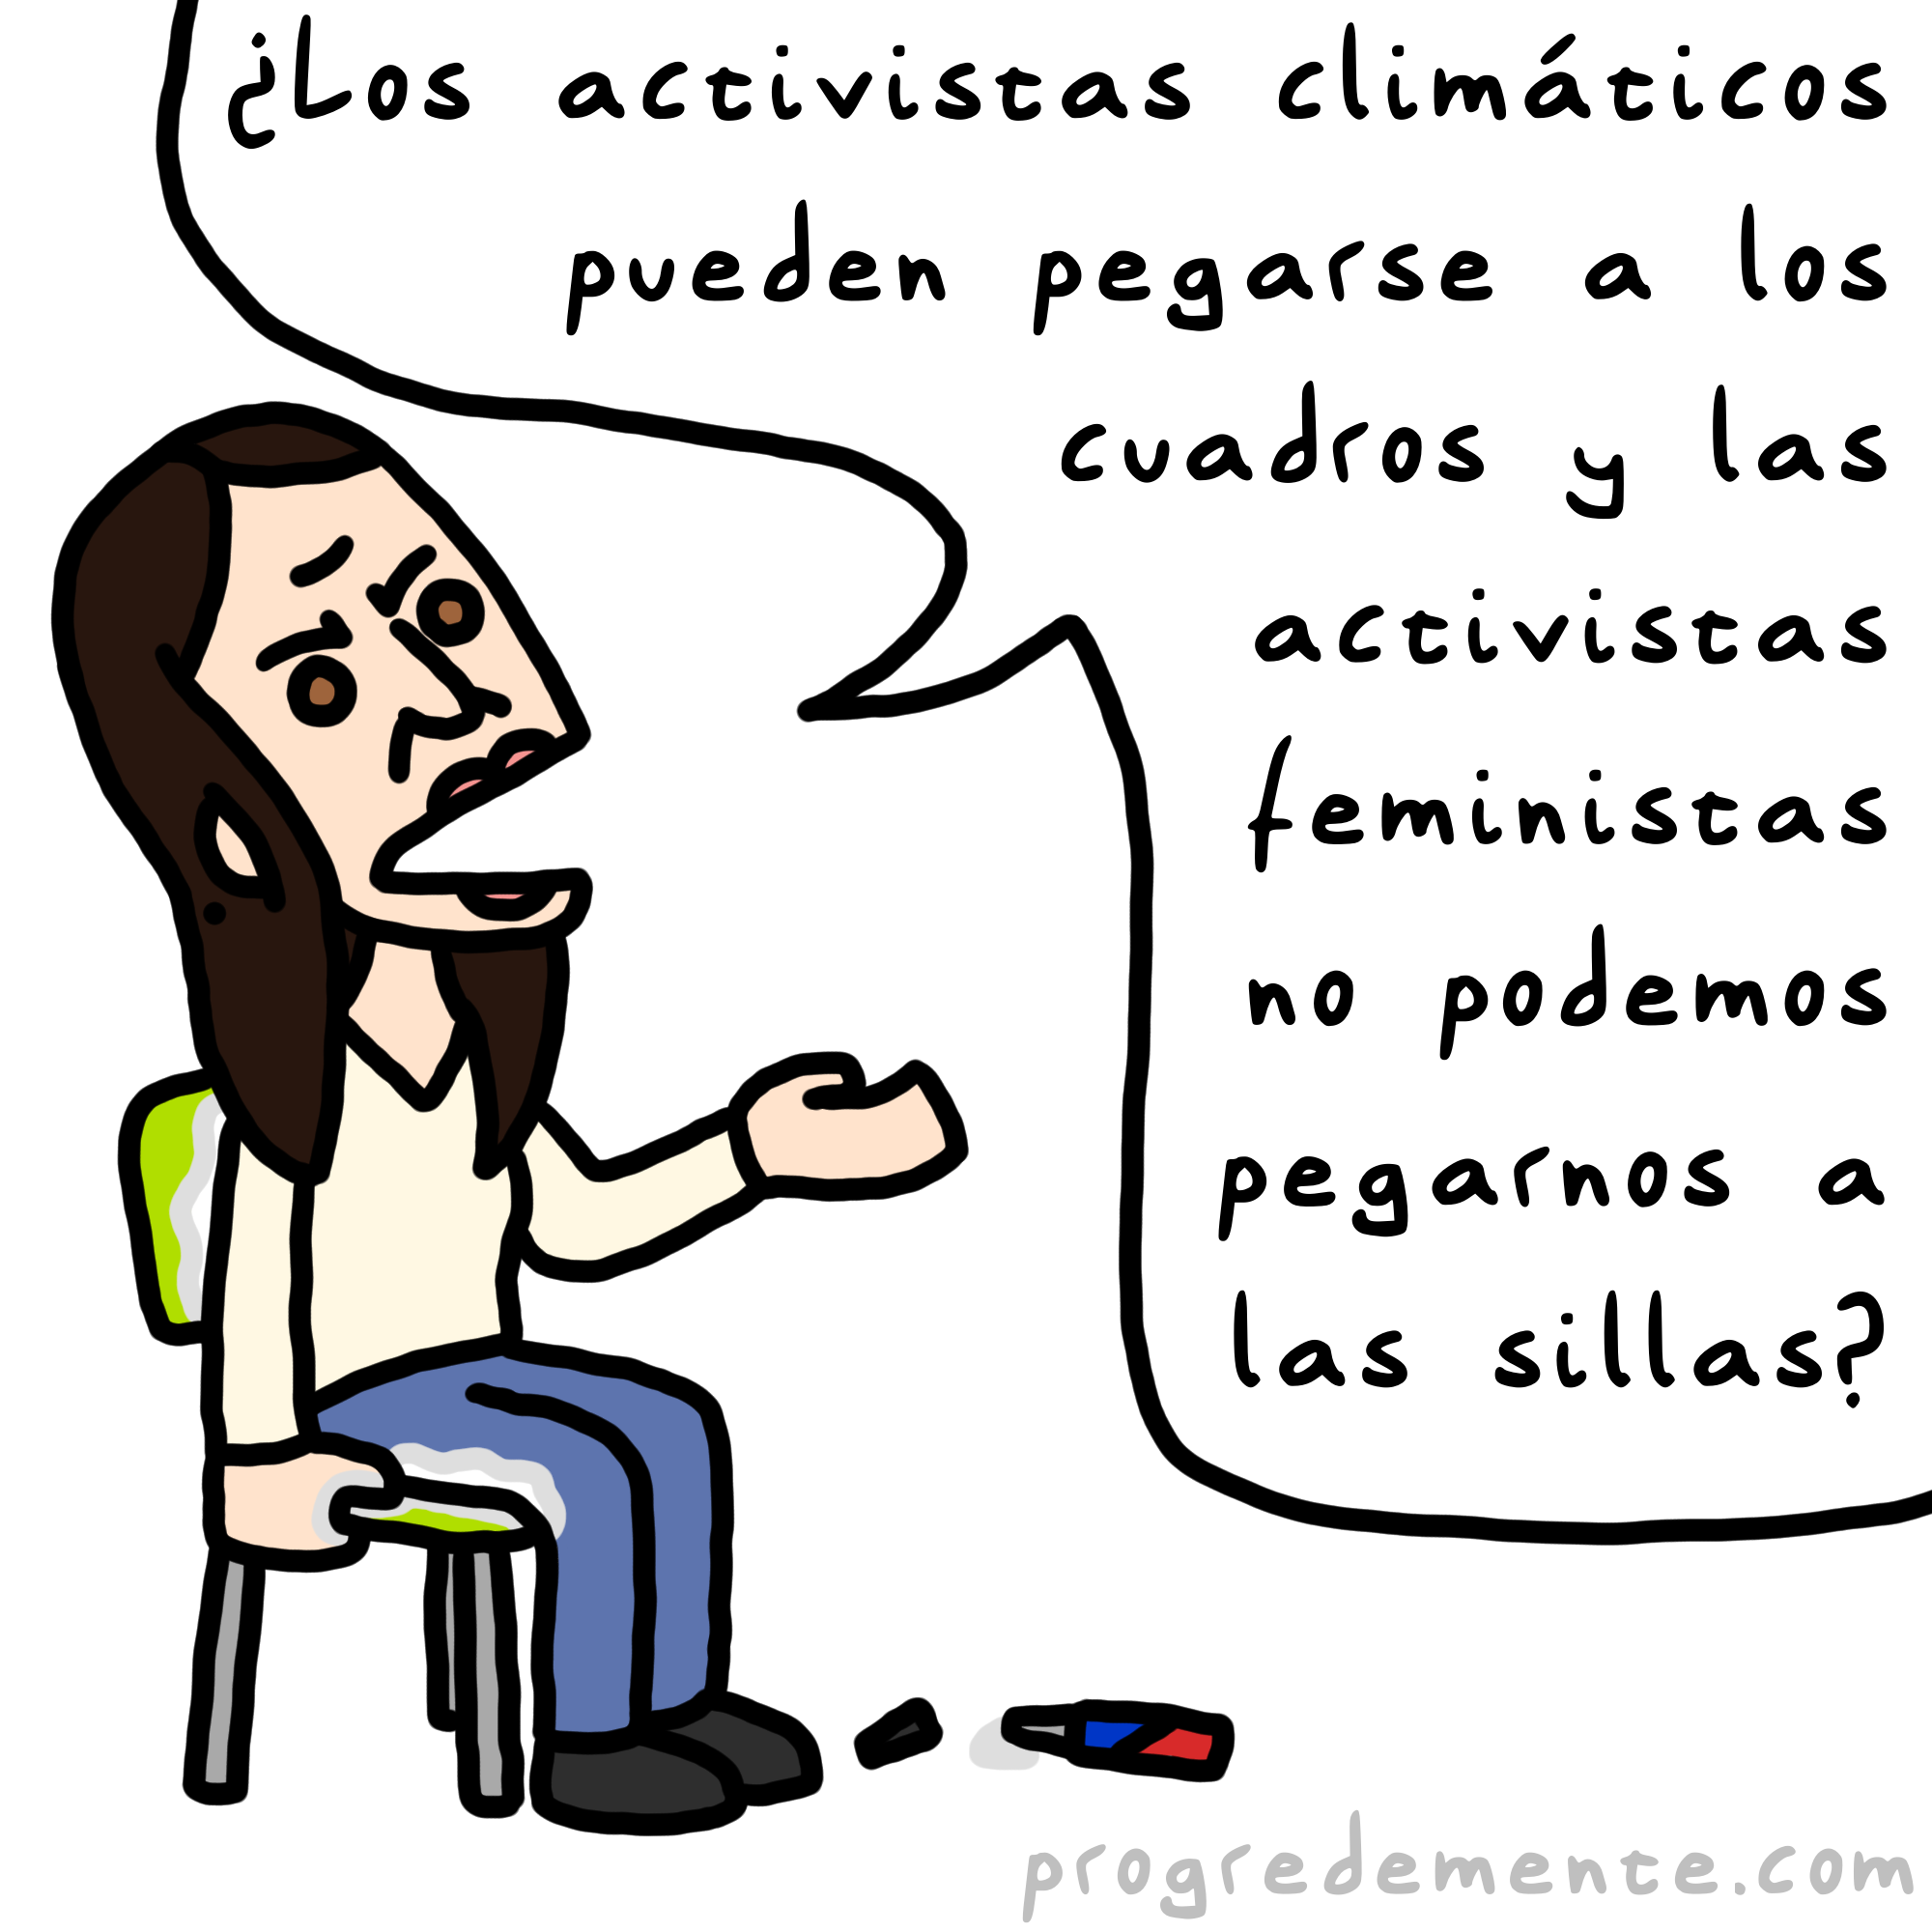 ¿Los activistas climáticos
pueden pegarse a los
cuadros y las
activistas
feministas
no podemos
pegarnos a
las sillas?
progredemente.com